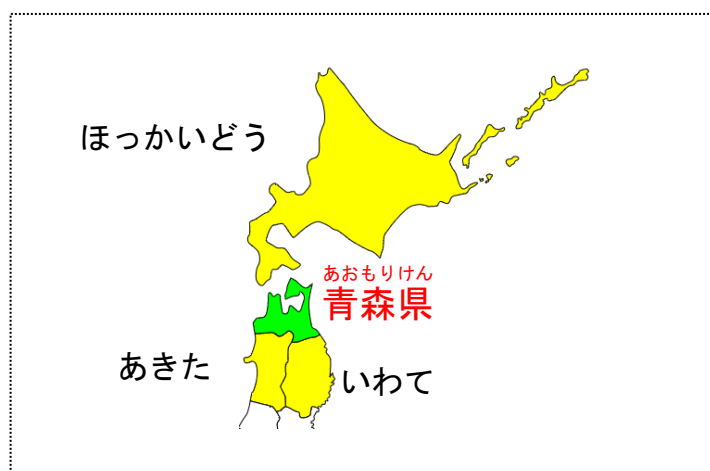 ほっかいどう
あおもりけん
青森県
あきた
いわて